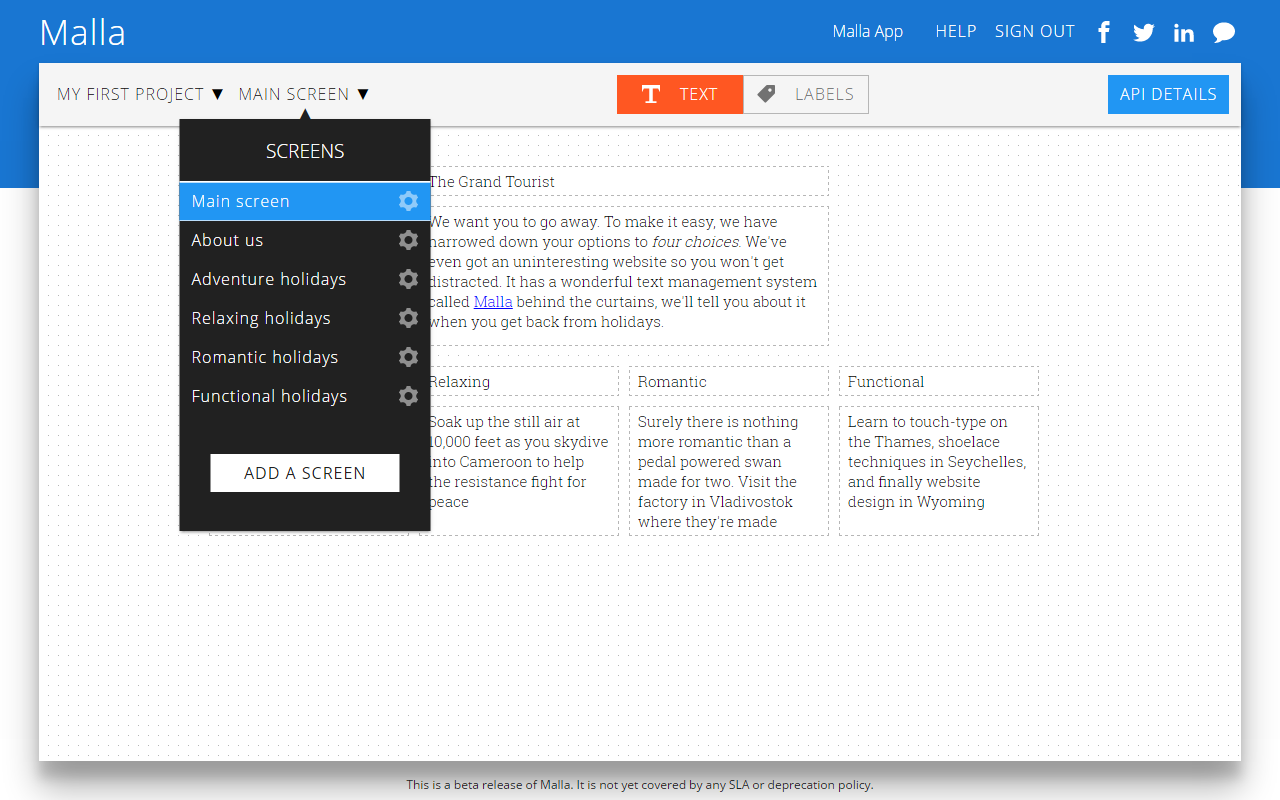 Malla
Malla App HELP SIGN OUT
MY FIRST PROJECT ▼ MAIN SCREEN ▼
TEXT LABELS
API DETAILS
SCREENS
Main screen
About us
Adventure holidays
Relaxing holidays
Romantic holidays
Functional holidays
ADD A SCREEN
The Grand Tourist
We want you to go away. To make it easy, we have
narrowed down your options to four choices. We've
even got an uninteresting website so you won't get
distracted. It has a wonderful text management system
called Malla behind the curtains, we'll tell you about it
when you get back from holidays.
Relaxing
Soak up the still air at
10,000 feet as you skydive
into Cameroon to help
the resistance fight for
peace
Romantic
Surely there is nothing
more romantic than a
pedal powered swan
made for two. Visit the
factory in Vladivostok
where they're made
Functional
Learn to touch-type on
the Thames, shoelace
techniques in Seychelles,
and finally website
design in Wyoming
This is a beta release of Malla. It is not yet covered by any SLA or deprecation policy.